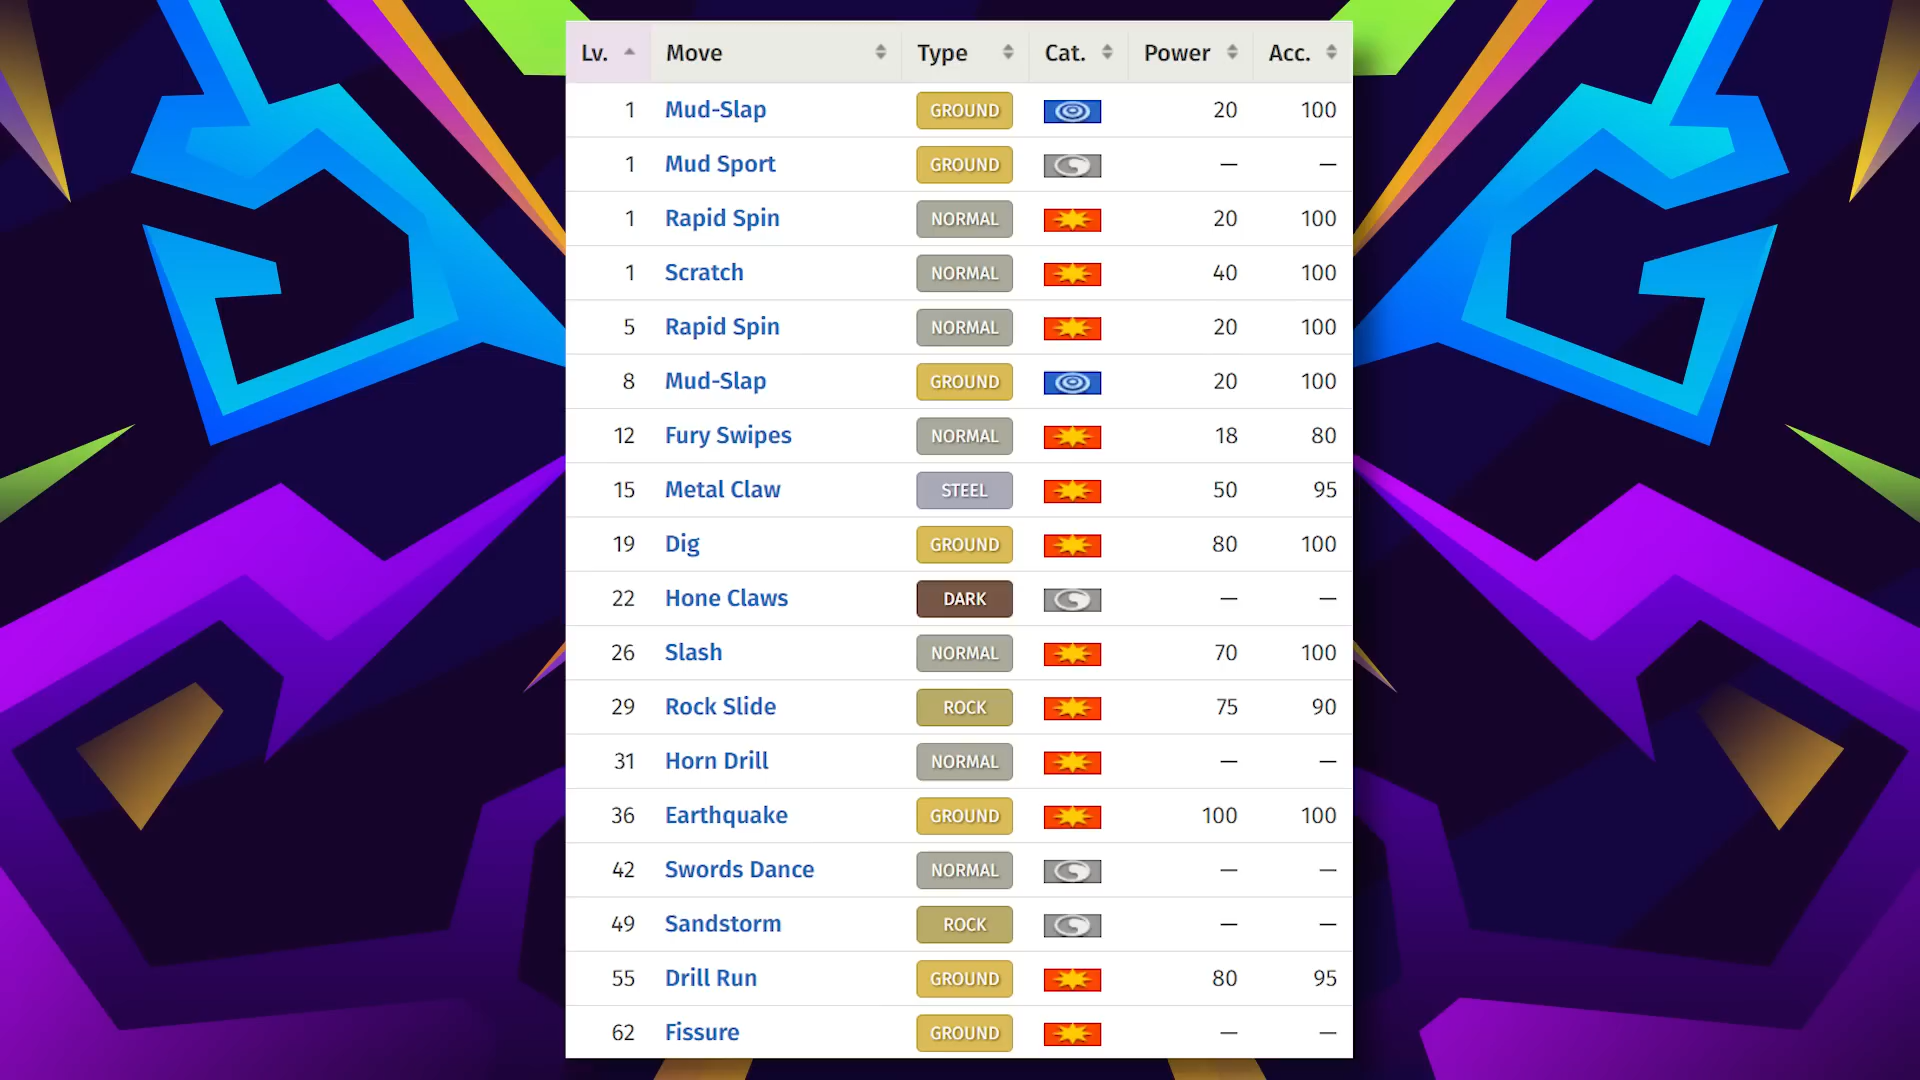 Lv. Move Type Cat. Power Acc.
1 Mud-Slap GROUND 20 100
1 Mud Sport GROUND — —
1 Rapid Spin NORMAL 20 100
1 Scratch NORMAL 40 100
5 Rapid Spin NORMAL 20 100
8 Mud-Slap GROUND 20 100
12 Fury Swipes NORMAL 18 80
15 Metal Claw STEEL 50 95
19 Dig GROUND 80 100
22 Hone Claws DARK — —
26 Slash NORMAL 70 100
29 Rock Slide ROCK 75 90
31 Horn Drill NORMAL — —
36 Earthquake GROUND 100 100
42 Swords Dance NORMAL — —
49 Sandstorm ROCK — —
55 Drill Run GROUND 80 95
62 Fissure GROUND — —